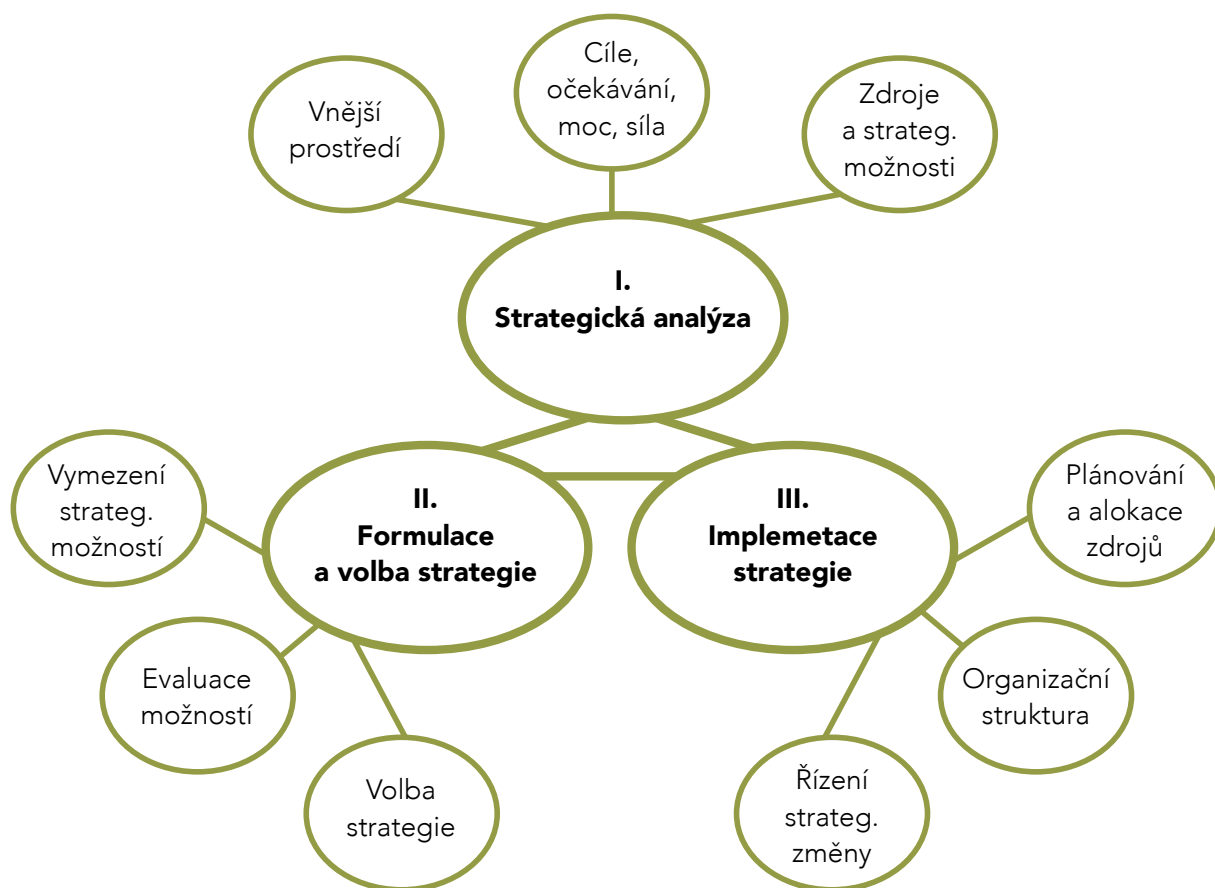 Vnější
prostředí
Cíle,
očekávání,
moc, síla
Zdroje
a strateg.
možnosti
I.
Strategická analýza
Vymezení
strateg.
možností
II.
Formulace
a volba strategie
III.
Implemetace
strategie
Plánování
a alokace
zdrojů
Evaluace
možností
Organizační
struktura
Volba
strategie
Řízení
strateg.
změny